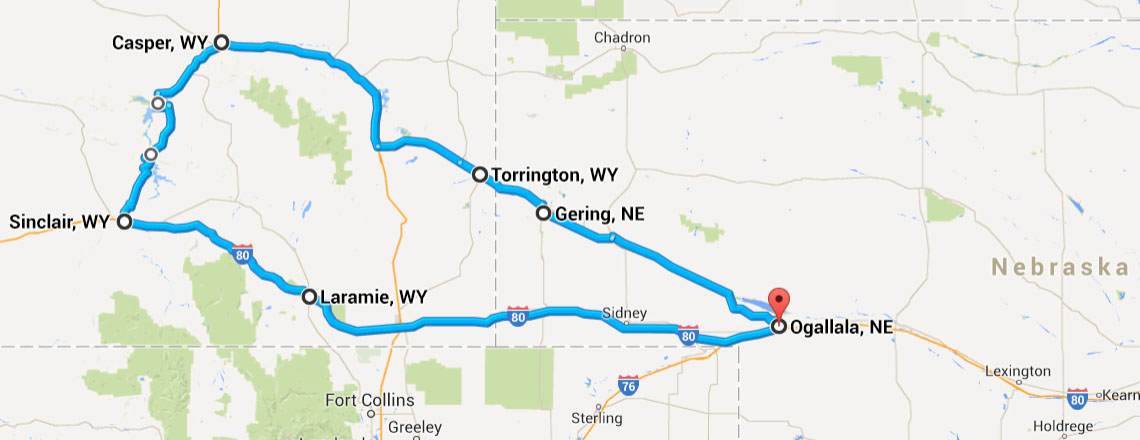 Chadron
Casper, WY
Torrington, WY
Gering, NE
Sinclair, WY
80
Nebraska
Laramie, WY
80
Sidney
80
Ogallala, NE
Lexington
76
80
Kearn
Fort Collins
Sterling
Greeley
Holdrege